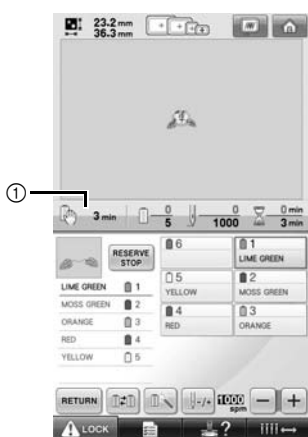 23.2 mm
36.3 mm
①
3 min
0
5
0
1000
0 min
3 min
RESERVE STOP
LIME GREEN 1
MOSS GREEN 2
ORANGE 3
RED 4
YELLOW 5
6
1
LIME GREEN
5
YELLOW
2
MOSS GREEN
4
RED
3
ORANGE
RETURN
-/+
1000
spm
− +
LOCK
?